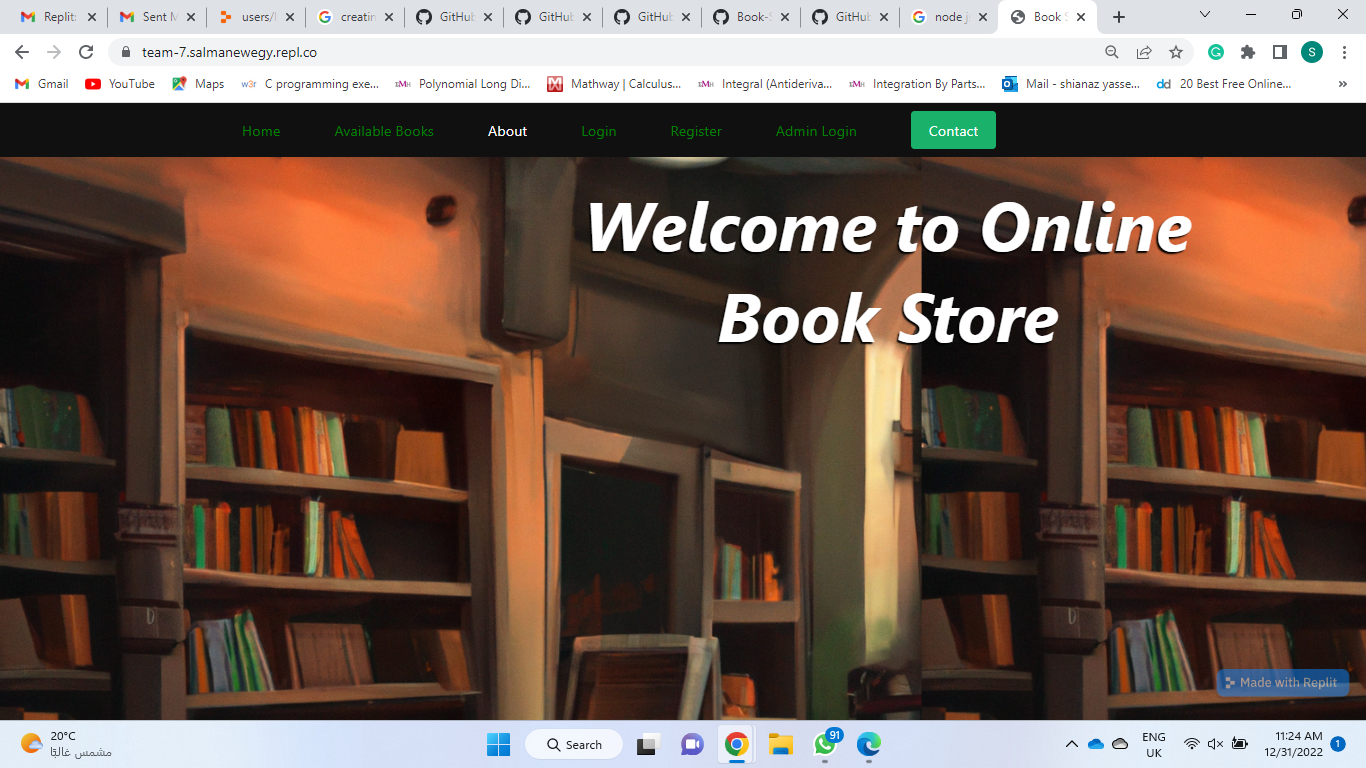 Replit:
Sent M
users/l
creatin
GitHub
GitHub
GitHub
Book-S
GitHub
node js
Book S
team-7.salmanewegy.repl.co
S
Gmail
YouTube
Maps
w3r C programming exe...
Polynomial Long Di...
Mathway | Calculus...
Integral (Antideriva...
Integration By Parts...
Mail - shianaz yasse...
dd 20 Best Free Online...
Home
Available Books
About
Login
Register
Admin Login
Contact
Welcome to Online
Book Store
Made with Replit
20°C
مشمس غالبًا
Search
91
ENG
UK
11:24 AM
12/31/2022
1